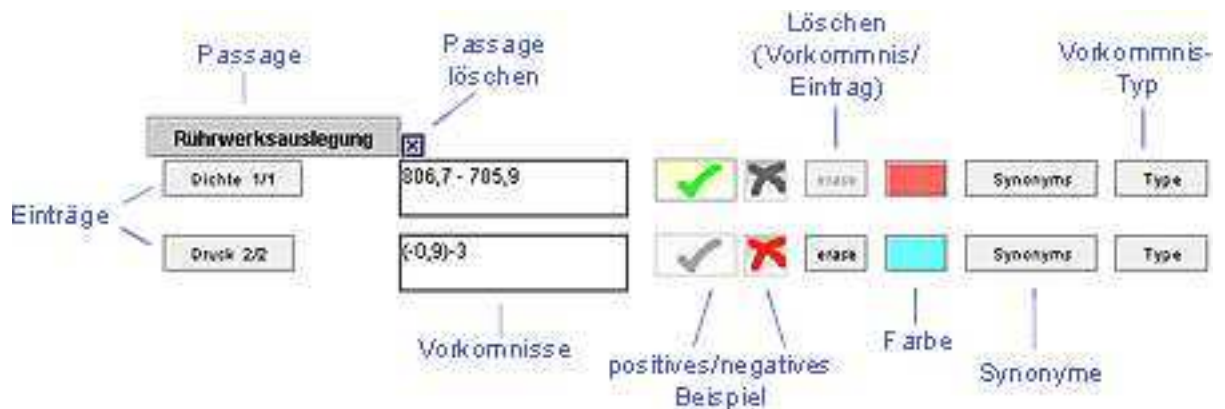 Passage
Passage
löschen
Löschen
(Vorkommnis/
Eintrag)
Vorkommnis-
Typ
Rührwerksauslegung
Einträge
Dichte 1/1
806,7 - 705,9
erase
Synonyms
Type
Druck 2/2
(-0,9)-3
erase
Synonyms
Type
Vorkomnisse
positives/negatives
Beispiel
Farbe
Synonyme